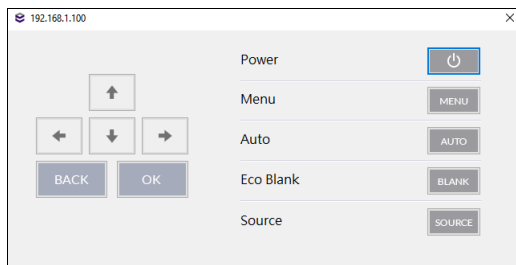 192.168.1.100
Power
Menu MENU
Auto AUTO
BACK OK
Eco Blank BLANK
Source SOURCE